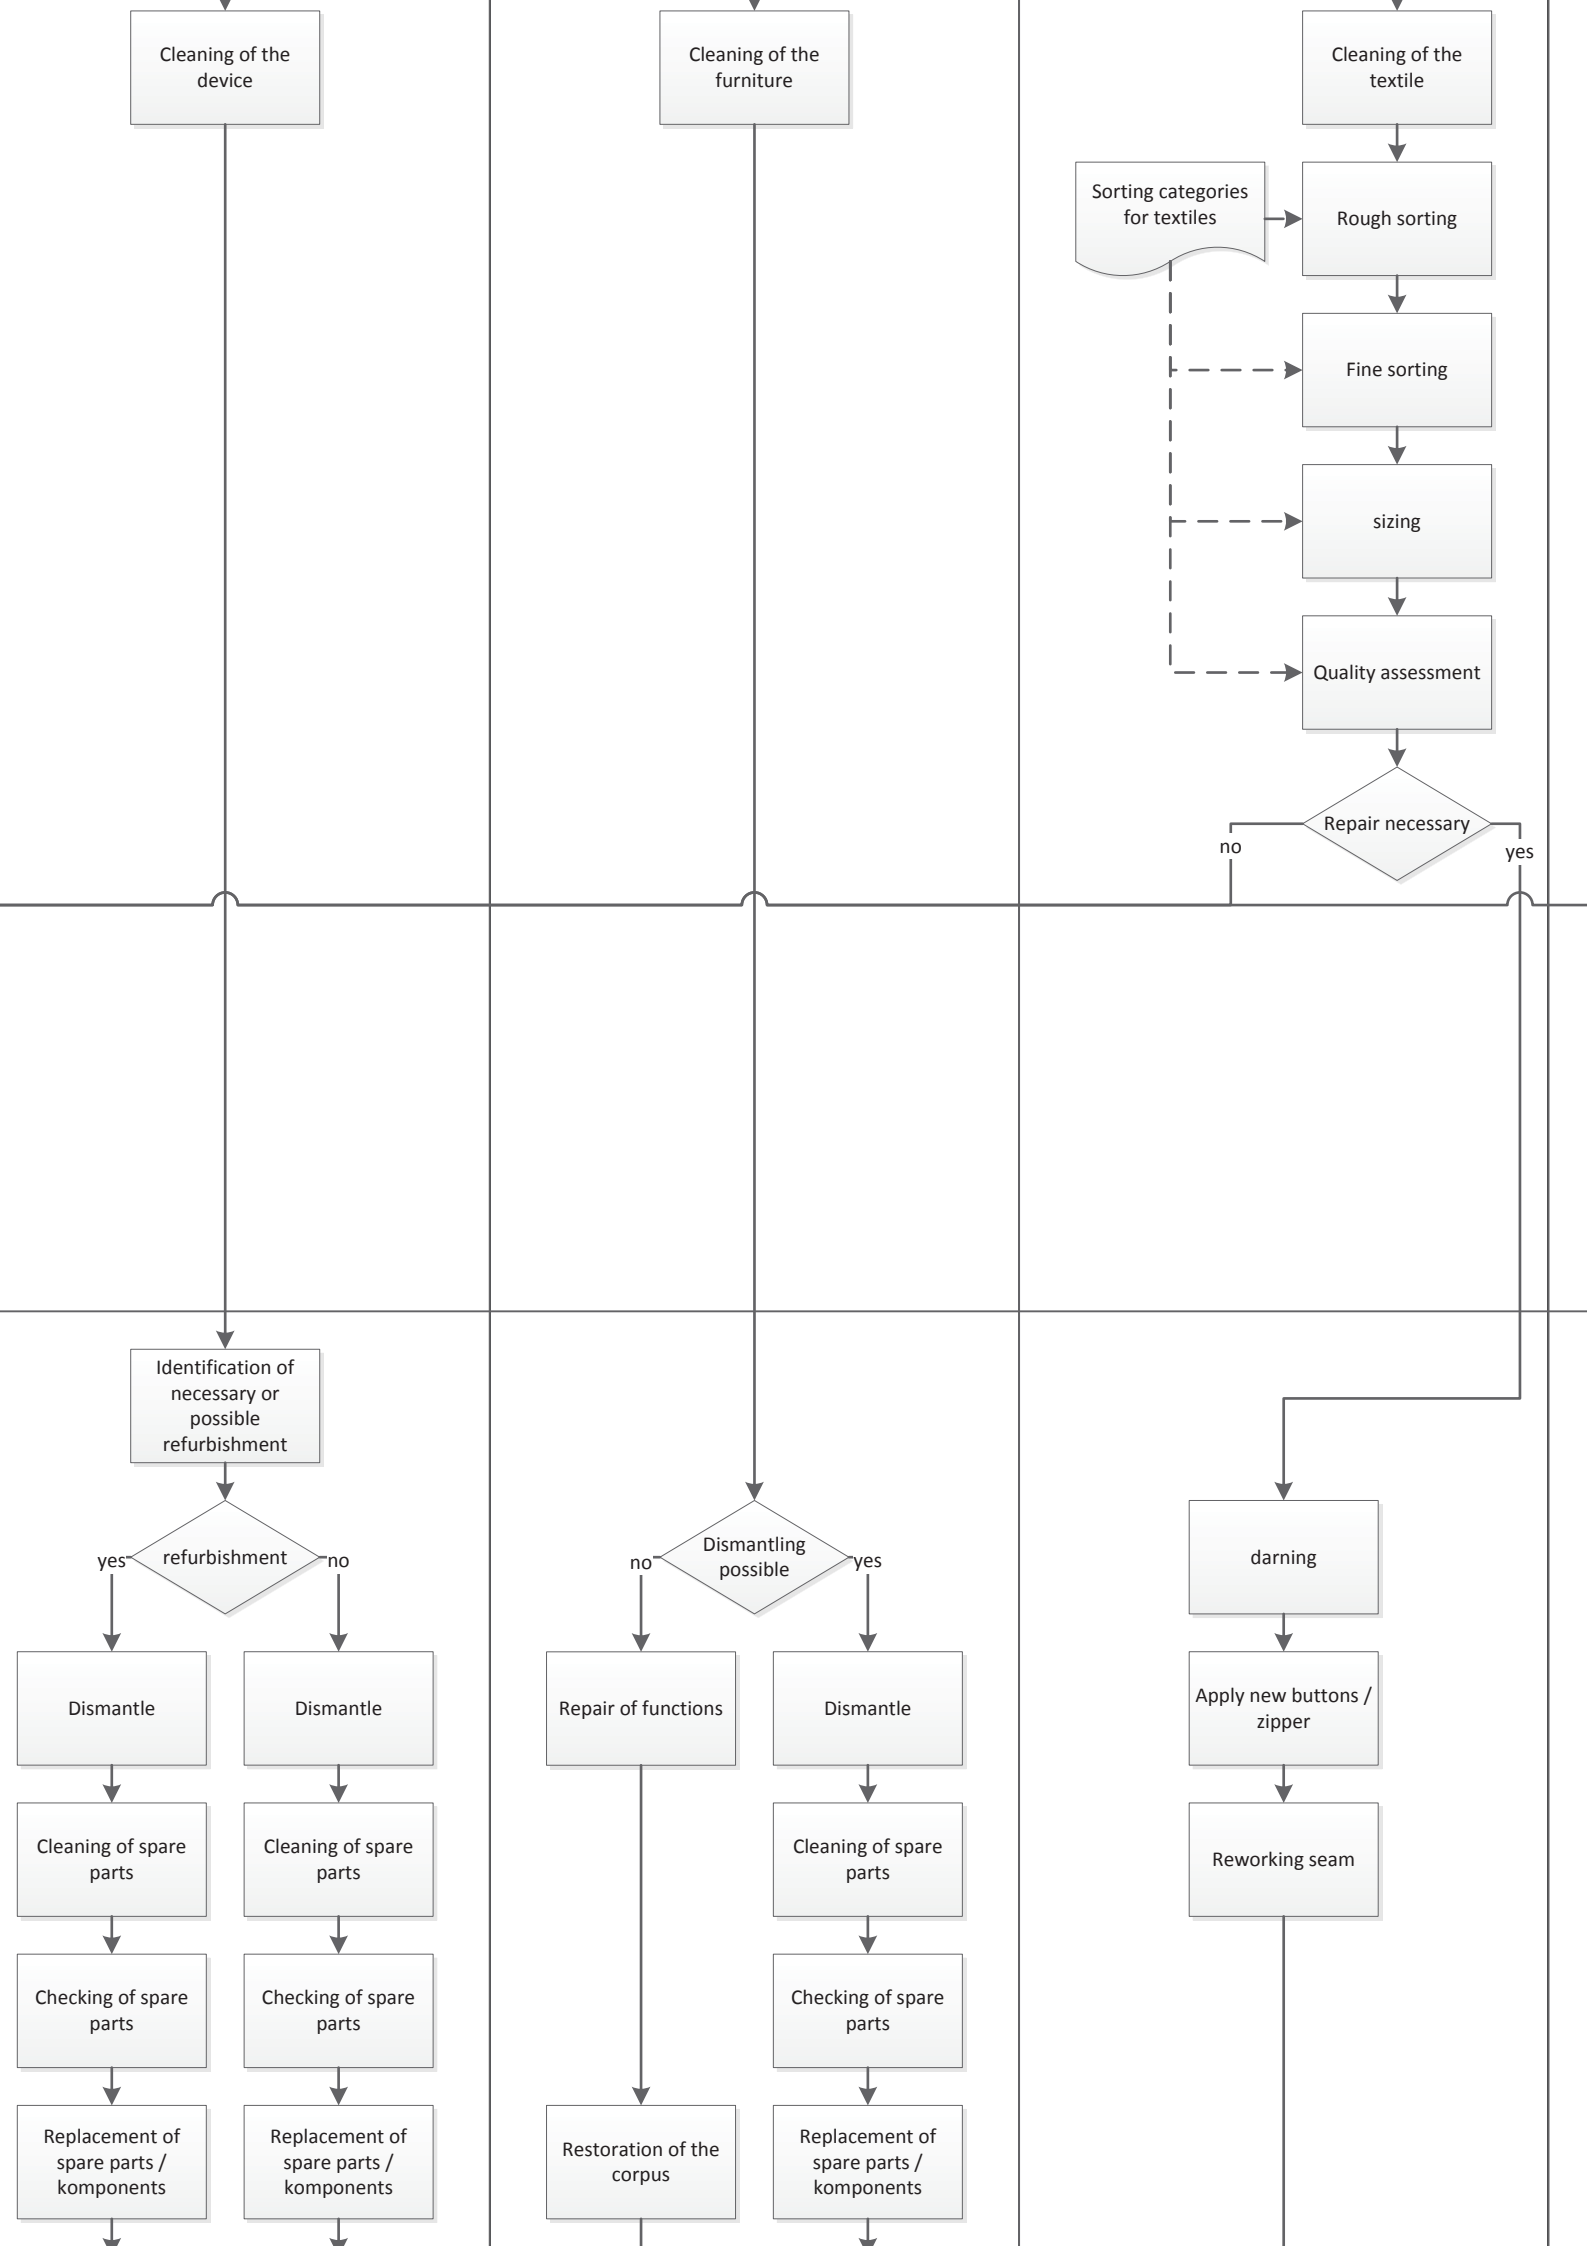 Cleaning of the
device
Cleaning of the
furniture
Cleaning of the
textile
Sorting categories
for textiles
Rough sorting
Fine sorting
sizing
Quality assessment
Repair necessary
no
yes
Identification of
necessary or
possible
refurbishment
refurbishment
yes
no
Dismantling
possible
no
yes
darning
Dismantle
Dismantle
Repair of functions
Dismantle
Apply new buttons /
zipper
Cleaning of spare
parts
Cleaning of spare
parts
Cleaning of spare
parts
Reworking seam
Checking of spare
parts
Checking of spare
parts
Checking of spare
parts
Replacement of
spare parts /
komponents
Replacement of
spare parts /
komponents
Restoration of the
corpus
Replacement of
spare parts /
komponents